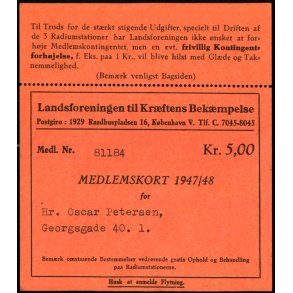 Til Trods for de stærkt stigende Udgifter, specielt til Driften af
de 3 Radiumstationer har Landsforeningen ikke ønsket at for-
høje Medlemskontingentet, men en evt. frivillig Kontingent-
forhøjelse, f. Eks. paa 1 Kr., vil blive hilst med Glæde og Tak-
nemmelighed.
(Bemærk venligst Bagsiden)
Landsforeningen til Kræftens Bekæmpelse
Postgiro: 1929 Raadhuspladsen 16, København V. Tlf. C. 7045-8045
Medl. Nr. 81184 Kr. 5,00
MEDLEMSKORT 1947/48
for
Hr. Oscar Petersen,
Georgsgade 40. 1.
Bemærk omstaaende Bestemmelser vedrørende gratis Ophold og Behandling
paa Radiumstationerne.
Husk at anmelde Flytning.